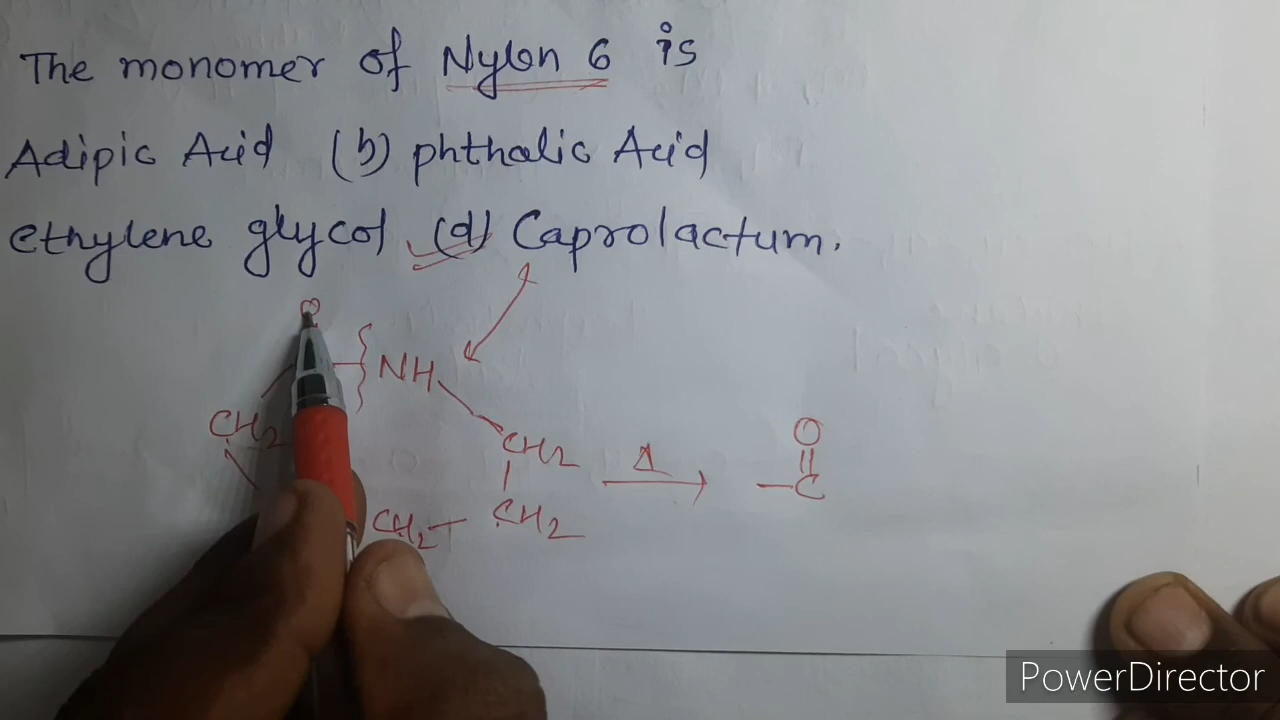 The monomer of Nylon 6 is
Adipic Acid (b) phthalic Acid
ethylene glycol (d) Caprolactum.
O
NH
CH2
CH2
Δ
O
C
CH2
CH2
PowerDirector